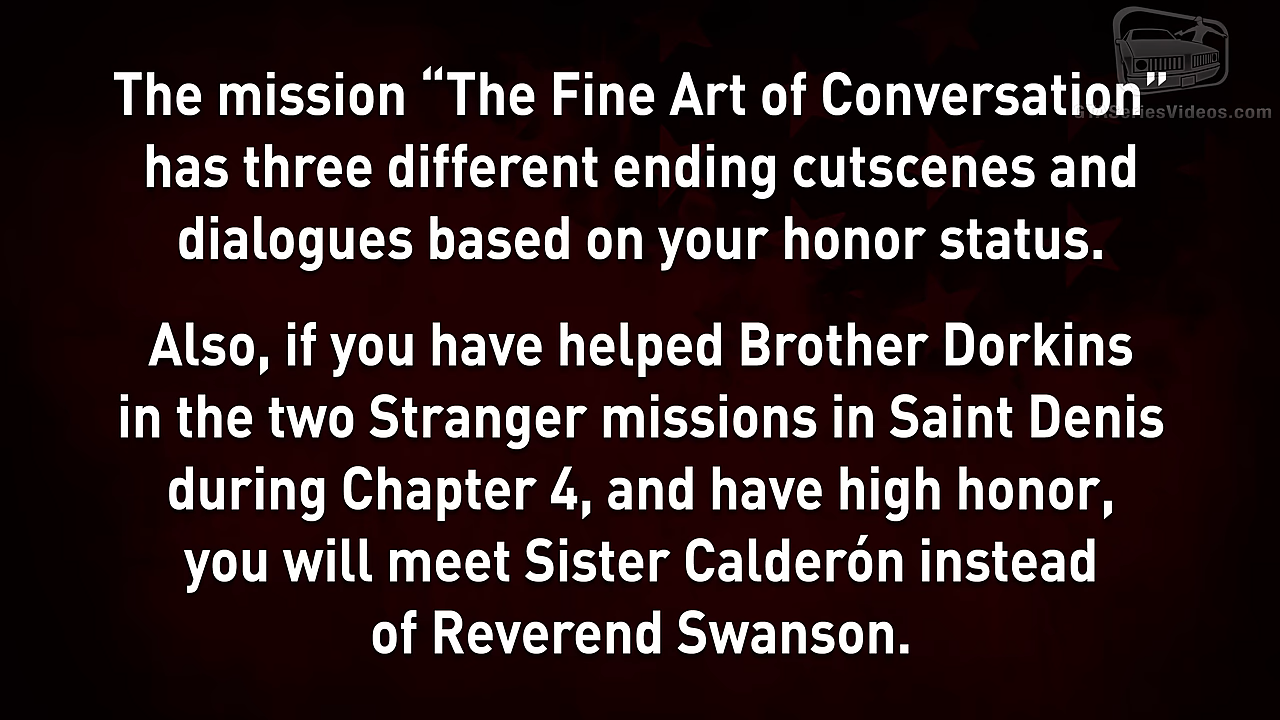 The mission “The Fine Art of Conversation”
GTASeriesVideos.com
has three different ending cutscenes and
dialogues based on your honor status.
Also, if you have helped Brother Dorkins
in the two Stranger missions in Saint Denis
during Chapter 4, and have high honor,
you will meet Sister Calderón instead
of Reverend Swanson.